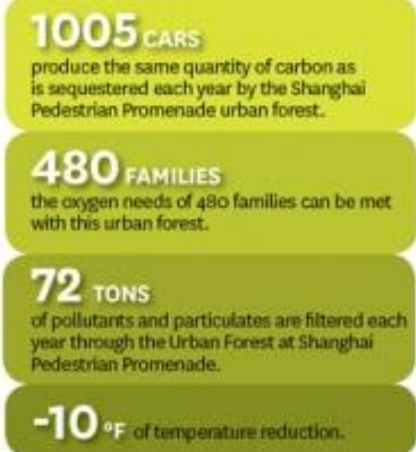 1005 CARS
produce the same quantity of carbon as
is sequestered each year by the Shanghai
Pedestrian Promenade urban forest.
480 FAMILIES
the oxygen needs of 480 families can be met
with this urban forest.
72 TONS
of pollutants and particulates are filtered each
year through the Urban Forest at Shanghai
Pedestrian Promenade.
-10 °F of temperature reduction.